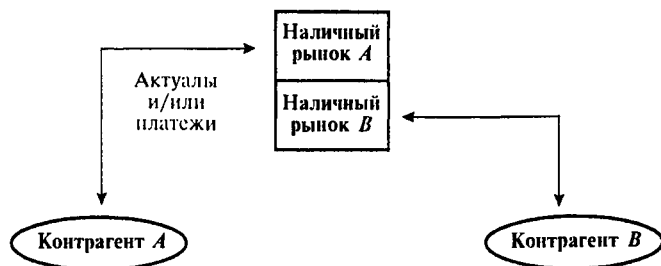 Наличный
рынок A
Актуалы
и/или
платежи
Наличный
рынок B
Контрагент A
Контрагент B